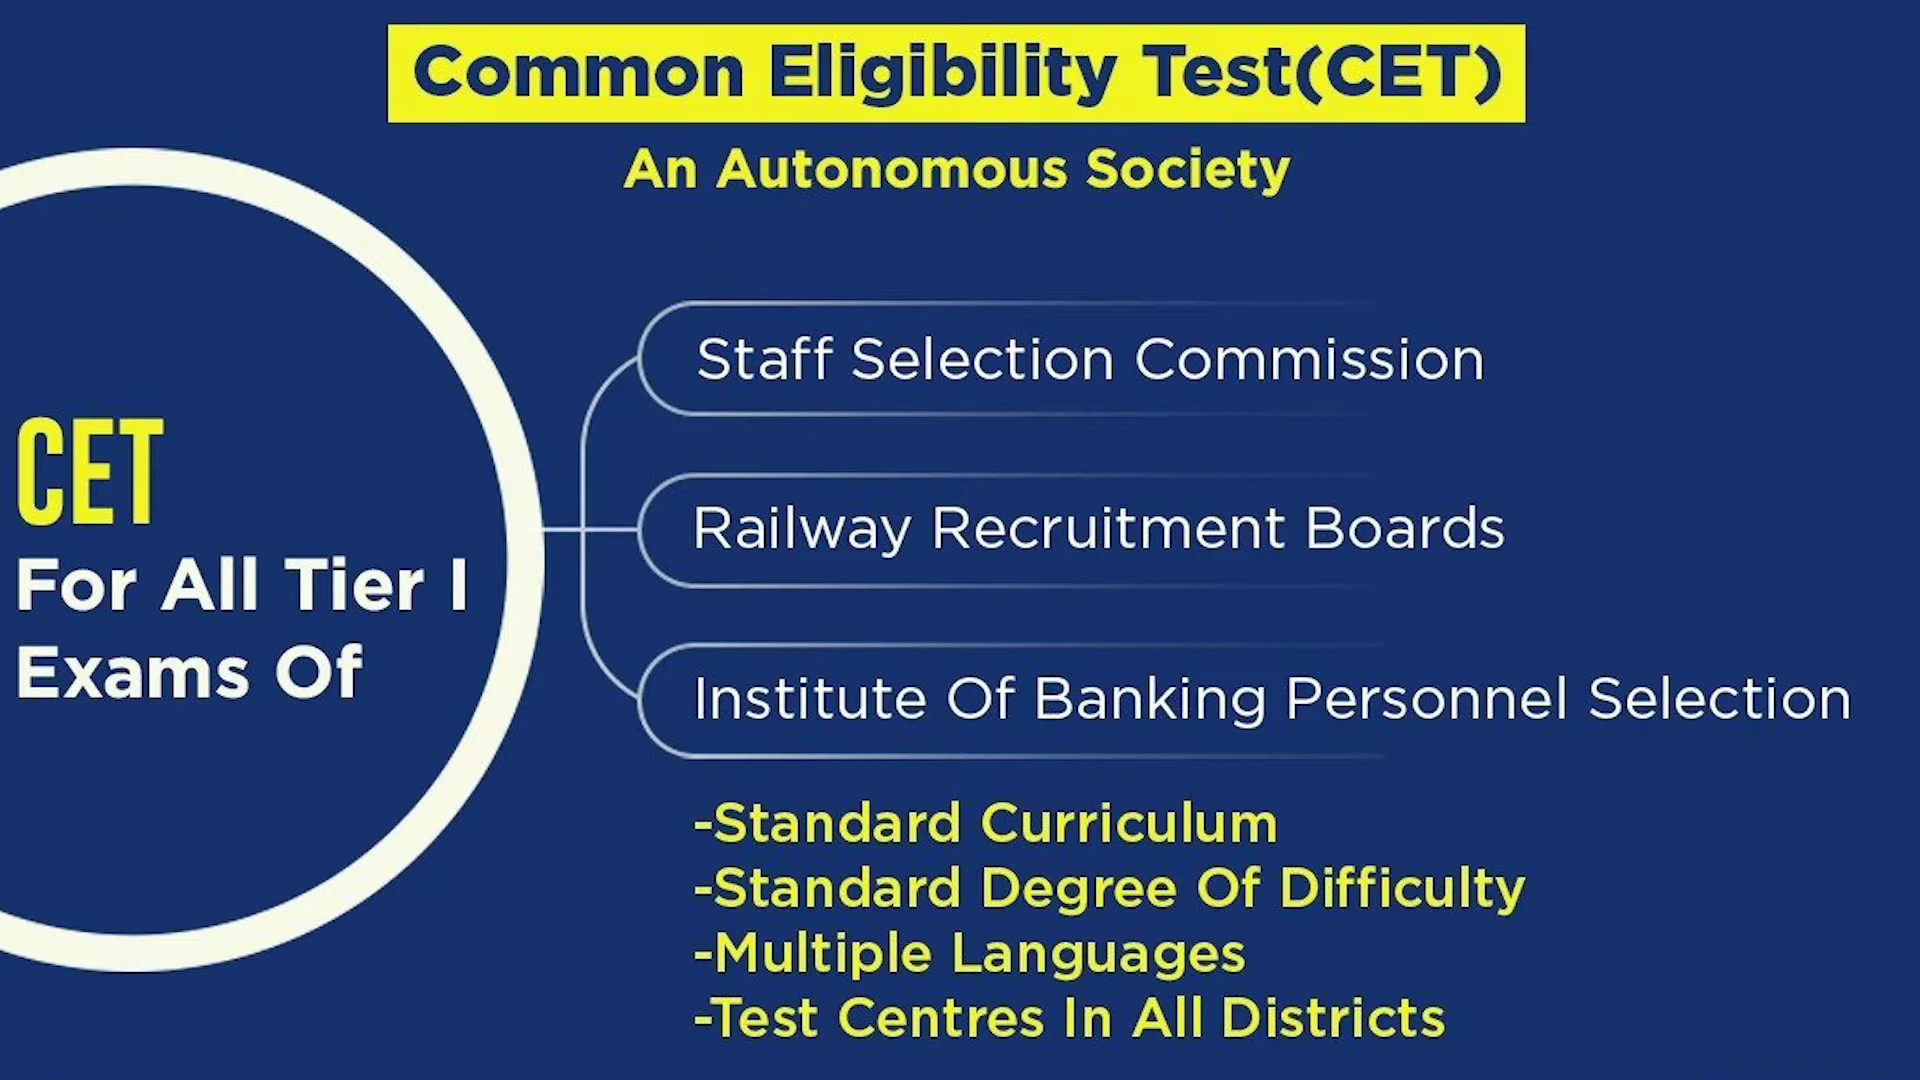 Common Eligibility Test(CET)
An Autonomous Society
CET
For All Tier I
Exams Of
Staff Selection Commission
Railway Recruitment Boards
Institute Of Banking Personnel Selection
-Standard Curriculum
-Standard Degree Of Difficulty
-Multiple Languages
-Test Centres In All Districts